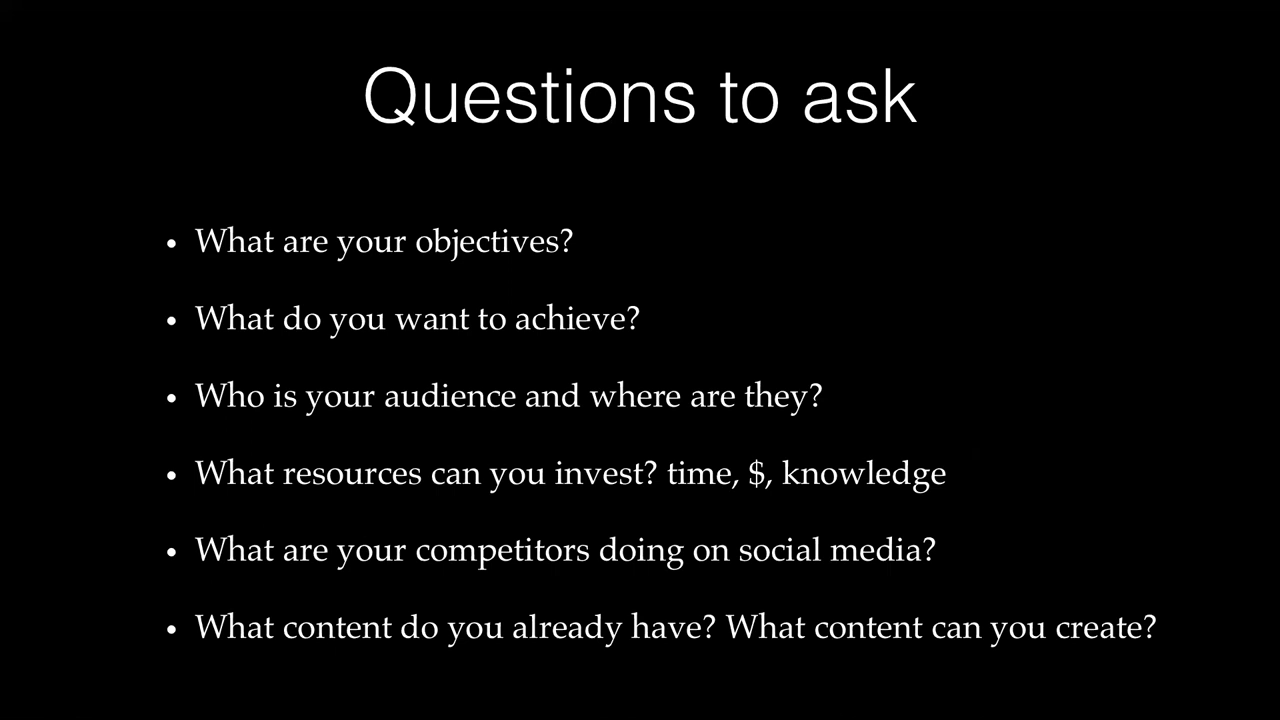 Questions to ask
• What are your objectives?
• What do you want to achieve?
• Who is your audience and where are they?
• What resources can you invest? time, $, knowledge
• What are your competitors doing on social media?
• What content do you already have? What content can you create?